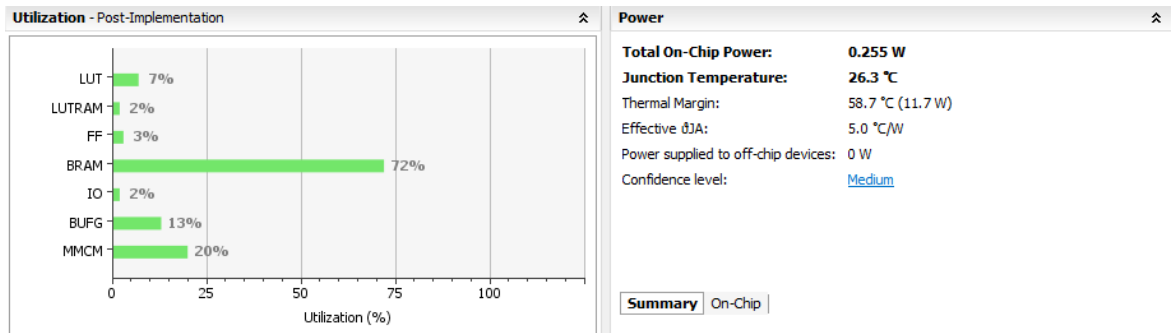 Utilization - Post-Implementation
LUT 7%
LUTRAM 2%
FF 3%
BRAM 72%
IO 2%
BUFG 13%
MMCM 20%
0 25 50 75 100
Utilization (%)
Power
Total On-Chip Power: 0.255 W
Junction Temperature: 26.3 °C
Thermal Margin: 58.7 °C (11.7 W)
Effective ϑJA: 5.0 °C/W
Power supplied to off-chip devices: 0 W
Confidence level: Medium
Summary On-Chip